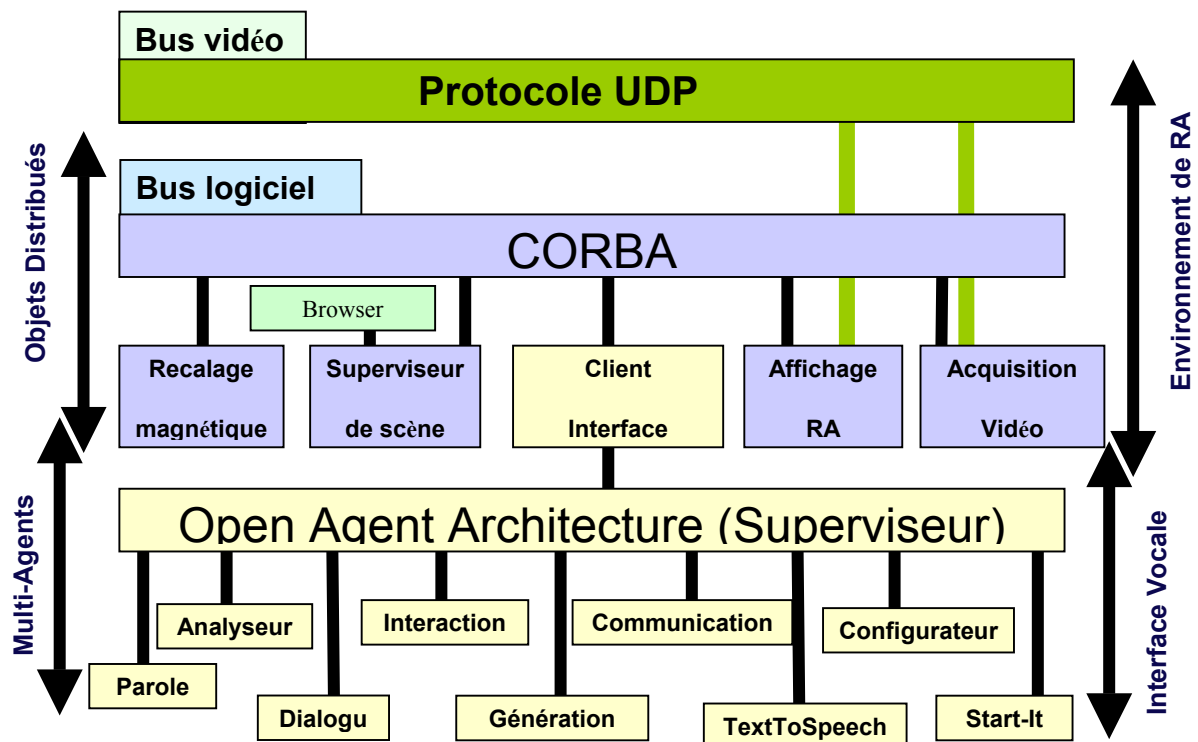 Bus vidéo
Protocole UDP
Objets Distribués
Environnement de RA
Bus logiciel
CORBA
Browser
Recalage
magnétique
Superviseur
de scène
Client
Interface
Affichage
RA
Acquisition
Vidéo
Multi-Agents
Interface Vocale
Open Agent Architecture (Superviseur)
Analyseur
Interaction
Communication
Configurateur
Parole
Dialogu
Génération
TextToSpeech
Start-It